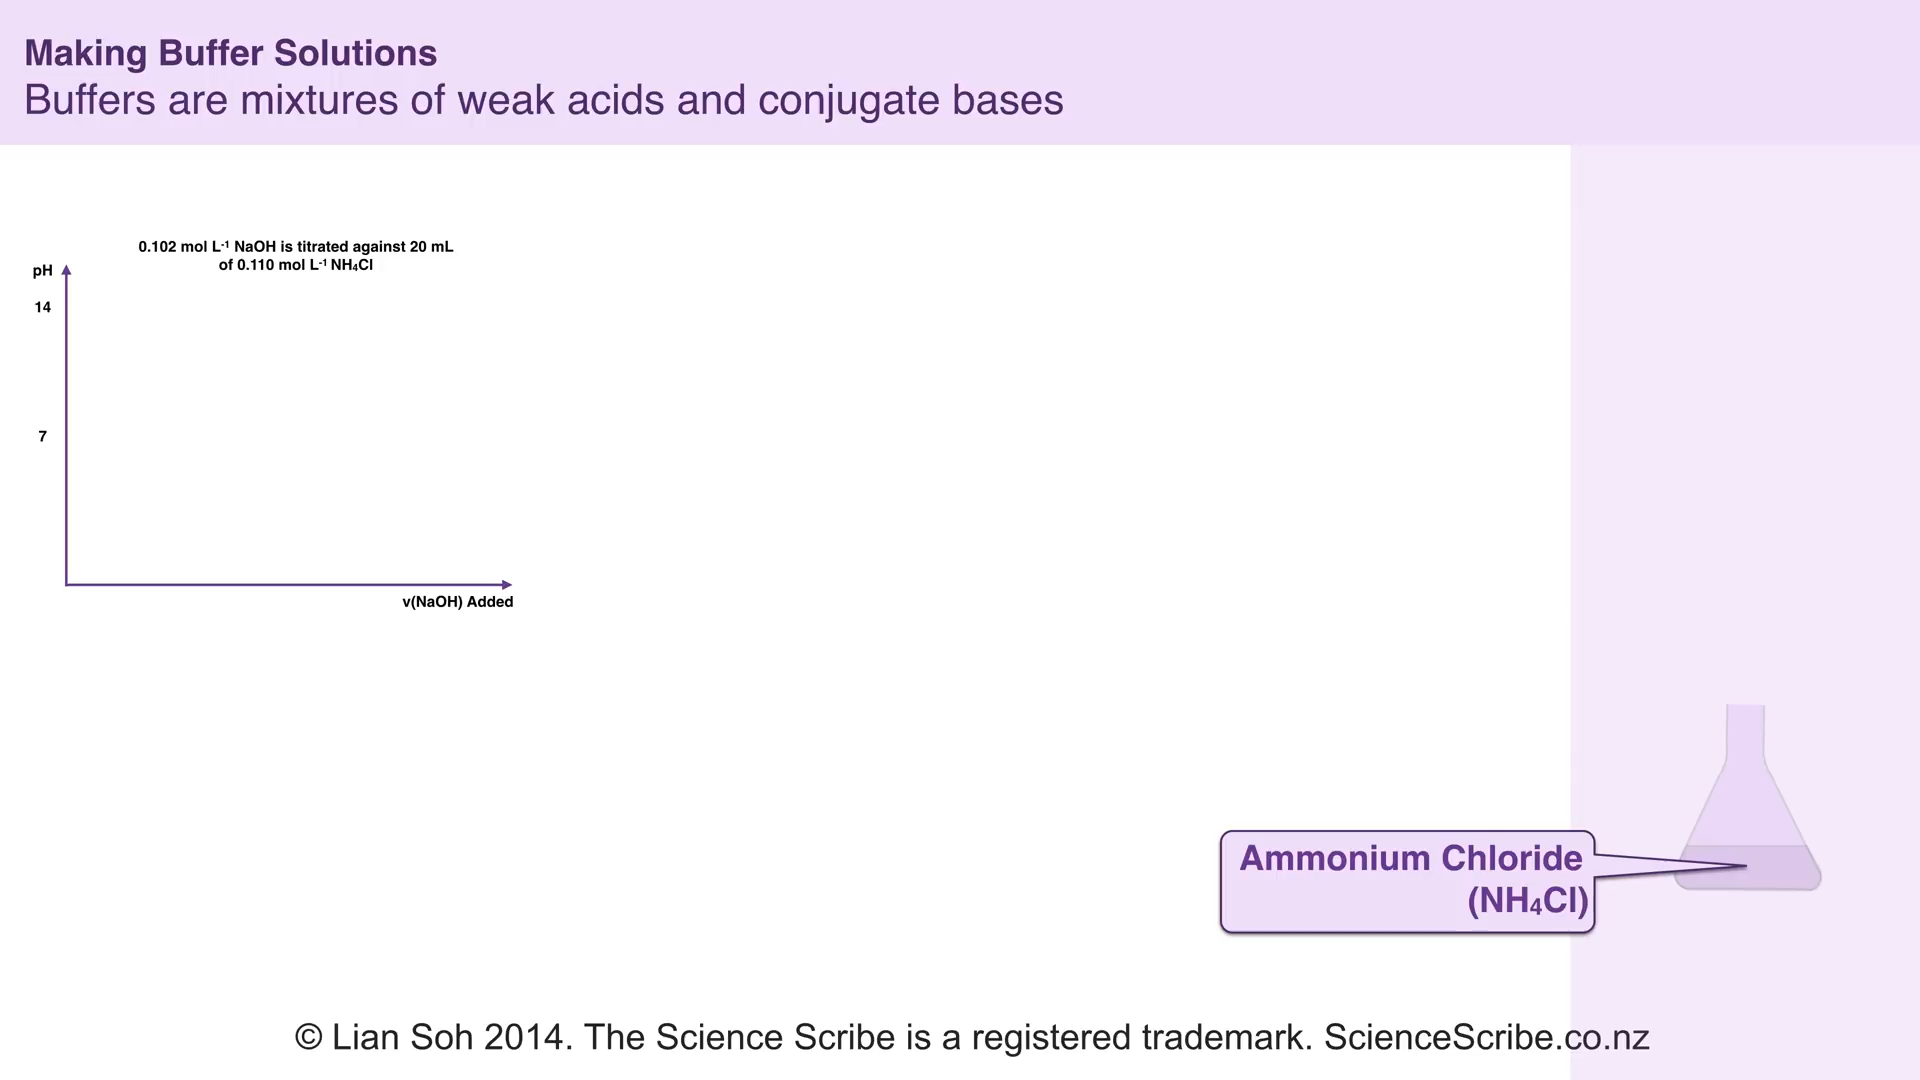 Making Buffer Solutions
Buffers are mixtures of weak acids and conjugate bases
0.102 mol L⁻¹ NaOH is titrated against 20 mL
of 0.110 mol L⁻¹ NH₄Cl
pH
14
7
v(NaOH) Added
Ammonium Chloride
(NH₄Cl)
© Lian Soh 2014. The Science Scribe is a registered trademark. ScienceScribe.co.nz